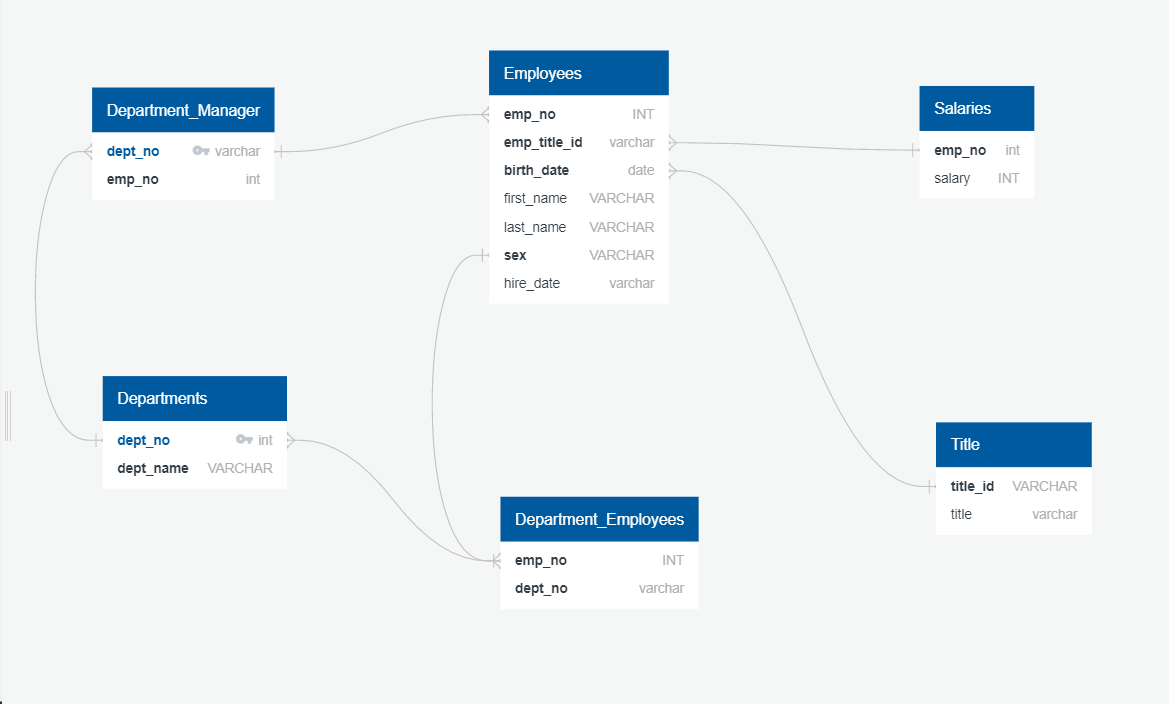 Employees
emp_no INT
emp_title_id varchar
birth_date date
first_name VARCHAR
last_name VARCHAR
sex VARCHAR
hire_date varchar
Department_Manager
dept_no varchar
emp_no int
Salaries
emp_no int
salary INT
Departments
dept_no int
dept_name VARCHAR
Title
title_id VARCHAR
title varchar
Department_Employees
emp_no INT
dept_no varchar